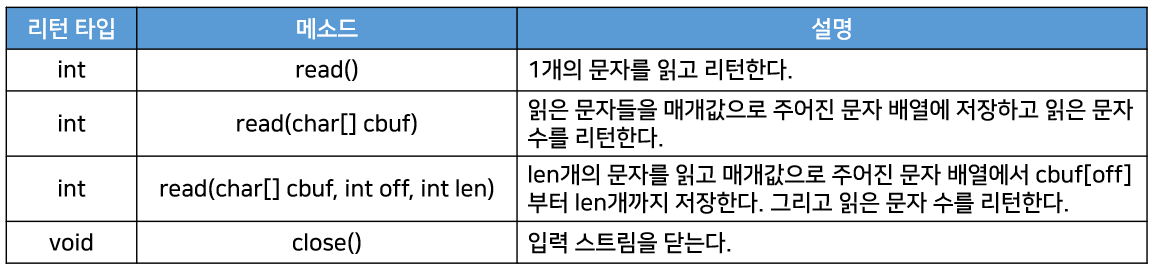 리턴 타입 메소드 설명
int read() 1개의 문자를 읽고 리턴한다.
int read(char[] cbuf) 읽은 문자들을 매개값으로 주어진 문자 배열에 저장하고 읽은 문자
수를 리턴한다.
int read(char[] cbuf, int off, int len) len개의 문자를 읽고 매개값으로 주어진 문자 배열에서 cbuf[off]
부터 len개까지 저장한다. 그리고 읽은 문자 수를 리턴한다.
void close() 입력 스트림을 닫는다.